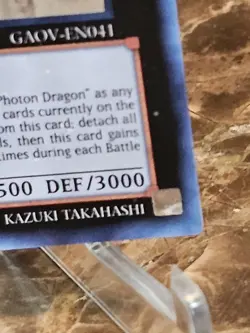 GAOV-EN041
Photon Dragon" as any
cards currently on the
om this card; detach all
ls, then this card gains
times during each Battle
500 DEF/3000
KAZUKI TAKAHASHI